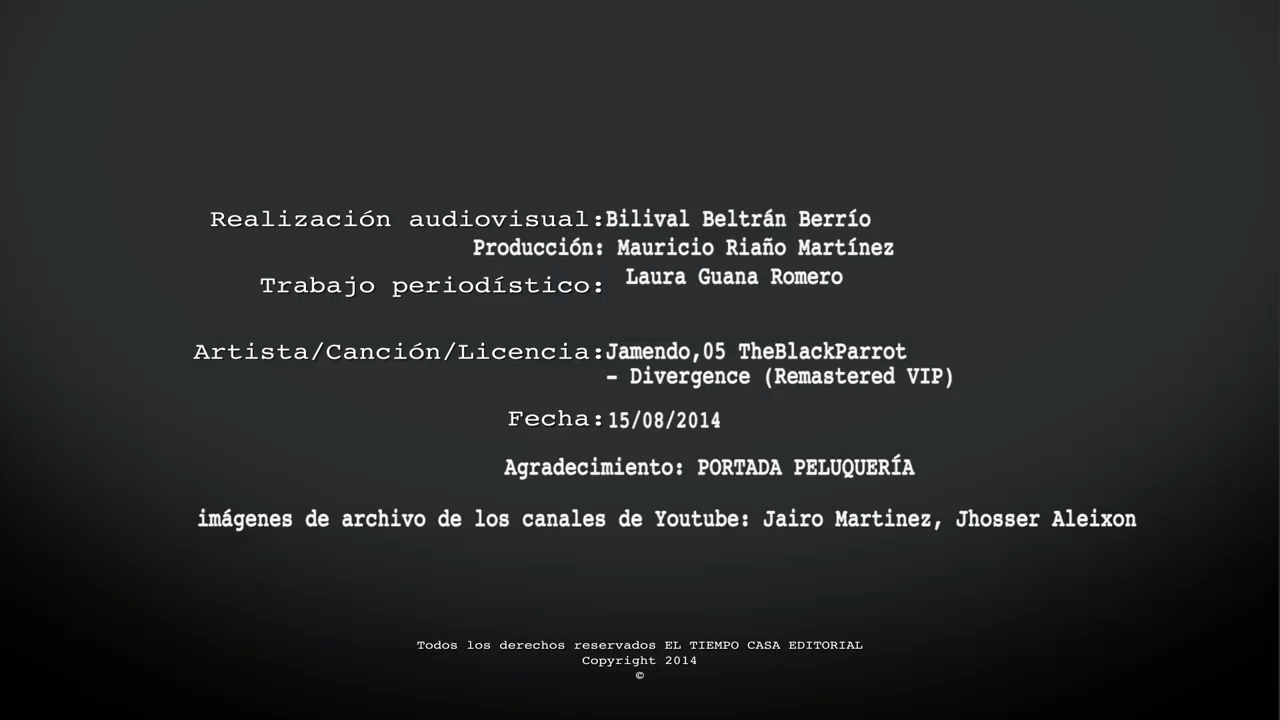 Realización audiovisual:Bilival Beltrán Berrío
Producción: Mauricio Riaño Martínez
Trabajo periodístico: Laura Guana Romero
Artista/Canción/Licencia:Jamendo,05 TheBlackParrot
– Divergence (Remastered VIP)
Fecha:15/08/2014
Agradecimiento: PORTADA PELUQUERÍA
imágenes de archivo de los canales de Youtube: Jairo Martinez, Jhosser Aleixon
Todos los derechos reservados EL TIEMPO CASA EDITORIAL
Copyright 2014
©